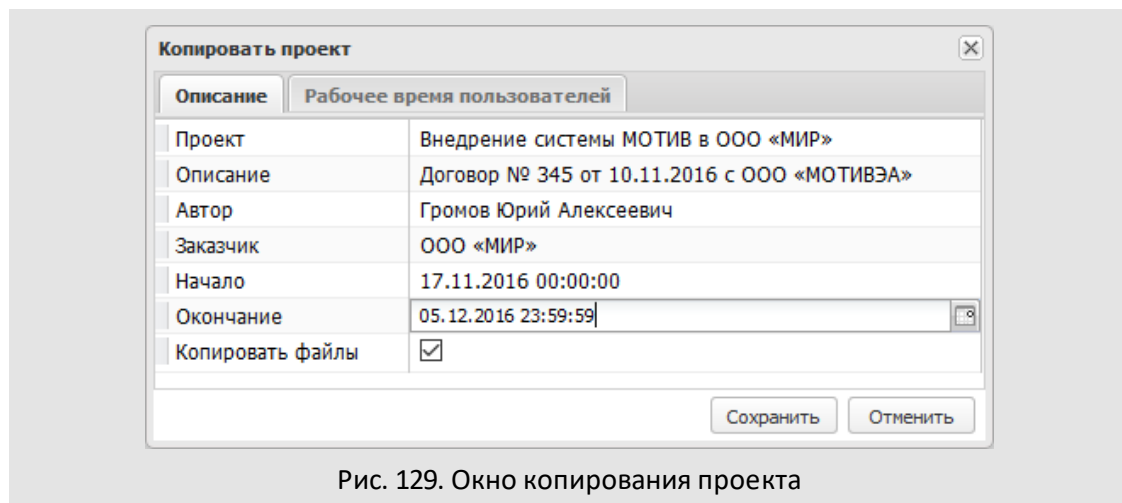 Копировать проект
Описание Рабочее время пользователей
Проект Внедрение системы МОТИВ в ООО «МИР»
Описание Договор № 345 от 10.11.2016 с ООО «МОТИВЭА»
Автор Громов Юрий Алексеевич
Заказчик ООО «МИР»
Начало 17.11.2016 00:00:00
Окончание 05.12.2016 23:59:59
Копировать файлы
Сохранить Отменить
Рис. 129. Окно копирования проекта